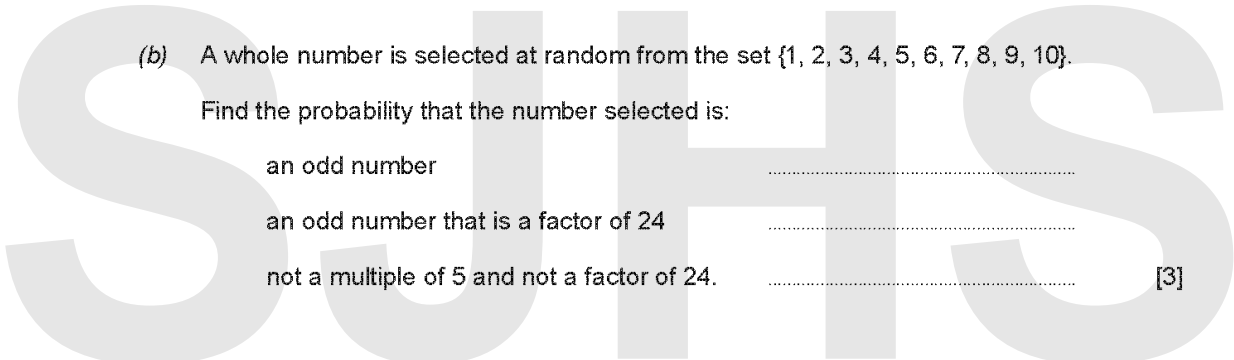 (b) A whole number is selected at random from the set {1, 2, 3, 4, 5, 6, 7, 8, 9, 10}.
Find the probability that the number selected is:
an odd number ................................................................
an odd number that is a factor of 24 ................................................................
not a multiple of 5 and not a factor of 24. ................................................................ [3]
SJHS